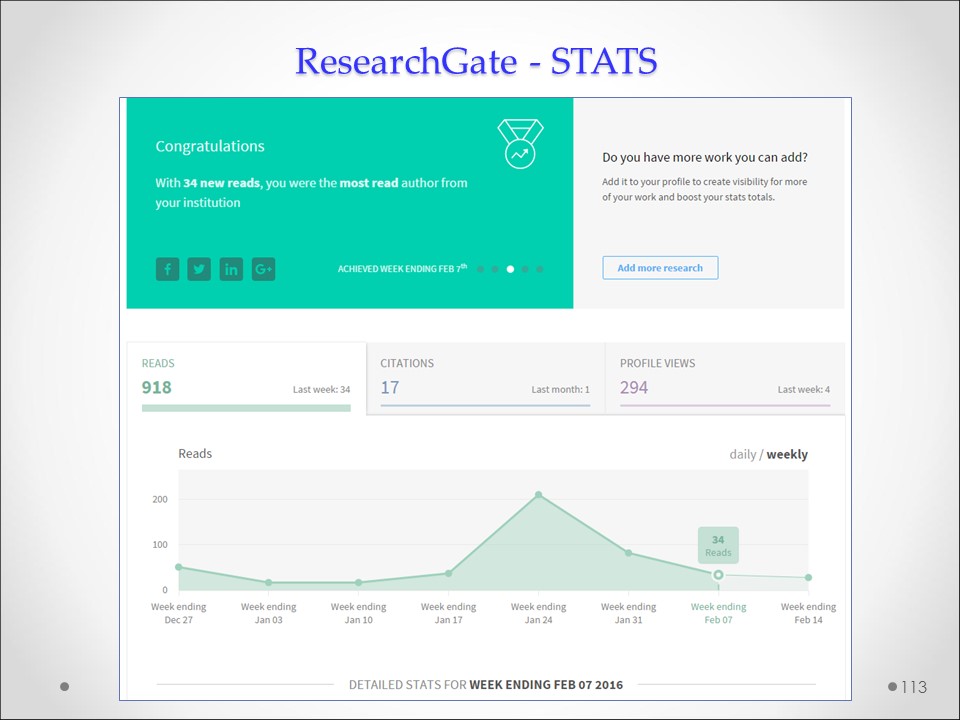 ResearchGate - STATS
Congratulations
With 34 new reads, you were the most read author from
your institution
ACHIEVED WEEK ENDING FEB 7th
Do you have more work you can add?
Add it to your profile to create visibility for more
of your work and boost your stats totals.
Add more research
READS
918 Last week: 34
CITATIONS
17 Last month: 1
PROFILE VIEWS
294 Last week: 4
Reads daily / weekly
200
100
0
34
Reads
Week ending Week ending Week ending Week ending Week ending Week ending Week ending Week ending
Dec 27 Jan 03 Jan 10 Jan 17 Jan 24 Jan 31 Feb 07 Feb 14
DETAILED STATS FOR WEEK ENDING FEB 07 2016
113